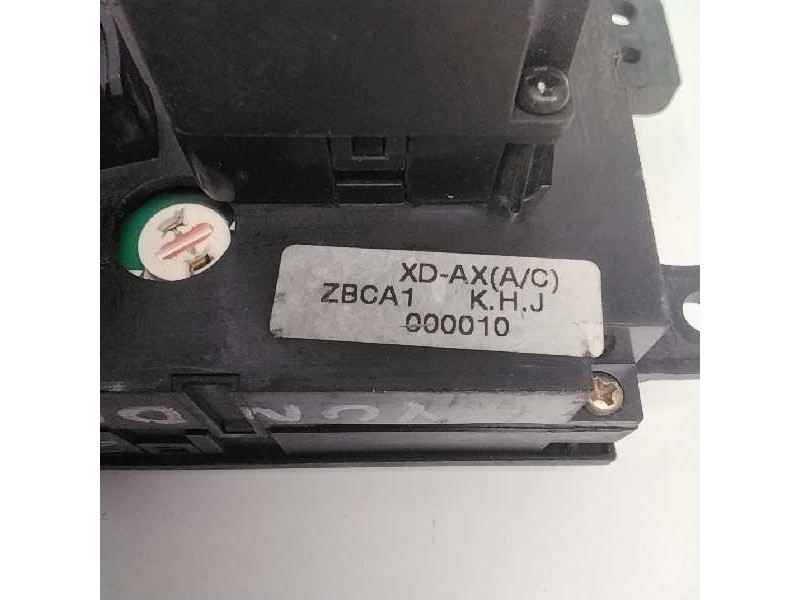 XD-AX(A/C)
ZBCA1 K.H.J
000010